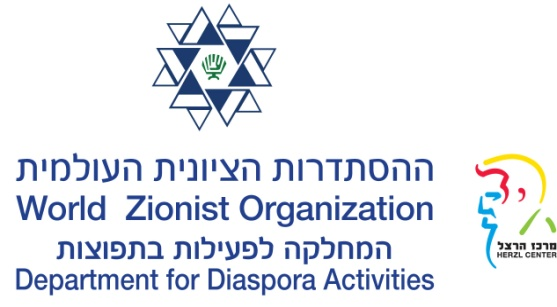 ההסתדרות הציונית העולמית
World Zionist Organization
המחלקה לפעילות בתפוצות
Department for Diaspora Activities
מרכז הרצל
HERZL CENTER